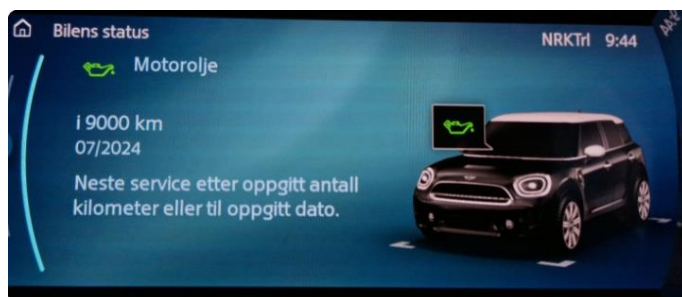 Bilens status
NRKTrl 9:44
Motorolje
i 9000 km
07/2024
Neste service etter oppgitt antall
kilometer eller til oppgitt dato.